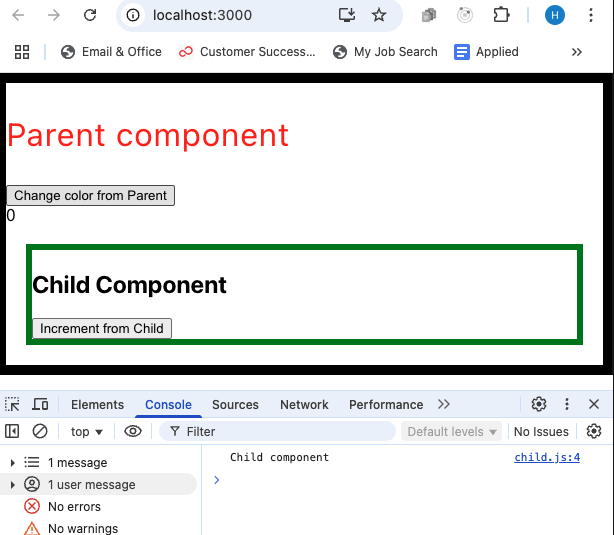 localhost:3000
H
Email & Office
Customer Success...
My Job Search
Applied
Parent component
Change color from Parent
0
Child Component
Increment from Child
Elements
Console
Sources
Network
Performance
top
Filter
Default levels
No Issues
1 message
Child component
child.js:4
1 user message
No errors
No warnings